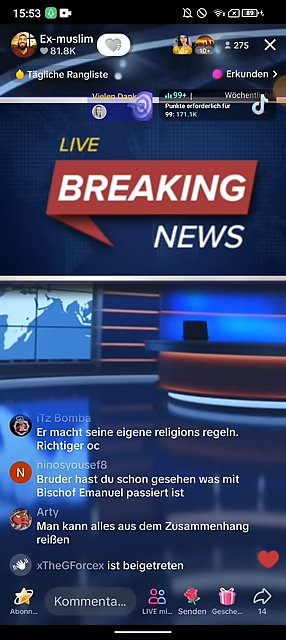 15:53
89
Ex-muslim
81.8K
10+
10+
275
Tägliche Rangliste
Erkunden >
Vielen Dank
99+ |
Wöchentl
Punkte erforderlich für
99: 171.1K
LIVE
BREAKING
NEWS
iTz Bomba
Er macht seine eigene religions regeln.
Richtiger oc
ninosyousef8
N
Bruder hast du schon gesehen was mit
Bischof Emanuel passiert ist
Arty
Man kann alles aus dem Zusammenhang
reißen
xTheGForcex ist beigetreten
Kommenta...
Abonn...
LIVE mi...
Senden
Gesche...
14